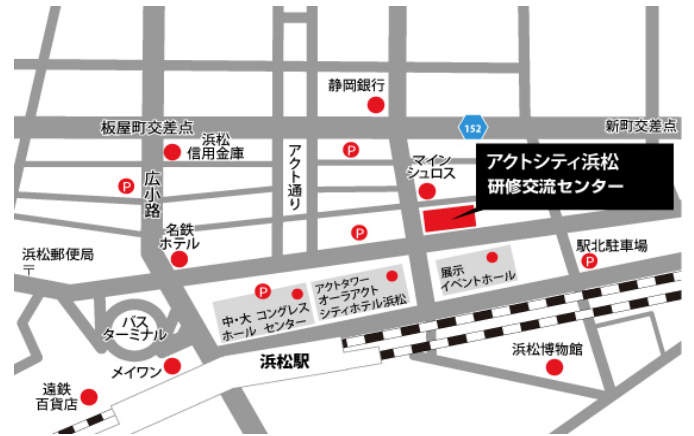 静岡銀行
152
板屋町交差点
新町交差点
浜松
信用金庫
アクト通り
P
マイン
シュロス
アクトシティ浜松
研修交流センター
P
広小路
名鉄
ホテル
P
浜松郵便局
〒
展示
イベントホール
駅北駐車場
P
P
中・大
ホール
コングレス
センター
アクトタワー
オーラアクト
シティホテル浜松
バス
ターミナル
浜松駅
浜松博物館
メイワン
遠鉄
百貨店